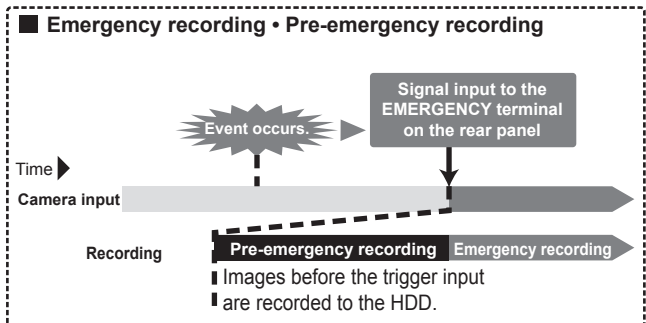 ■ Emergency recording • Pre-emergency recording
Signal input to the
EMERGENCY terminal
on the rear panel
Event occurs.
Time
Camera input
Recording
Pre-emergency recording
Emergency recording
Images before the trigger input
are recorded to the HDD.